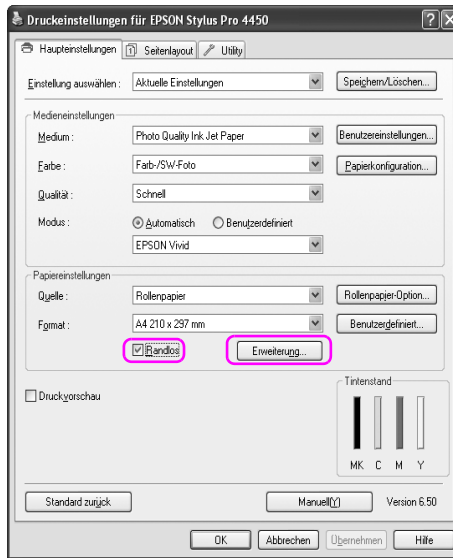 Druckeinstellungen für EPSON Stylus Pro 4450
Haupteinstellungen Seitenlayout Utility
Einstellung auswählen : Aktuelle Einstellungen Speichern/Löschen...
Medieneinstellungen
Medium : Photo Quality Ink Jet Paper Benutzereinstellungen...
Farbe : Farb-/SW-Foto Papierkonfiguration...
Qualität : Schnell
Modus : Automatisch Benutzerdefiniert
EPSON Vivid
Papiereinstellungen
Quelle : Rollenpapier Rollenpapier-Option...
Format : A4 210 x 297 mm Benutzerdefiniert...
Randlos Erweiterung...
Druckvorschau
Tintenstand
MK C M Y
Standard zurück Manuell(Y) Version 6.50
OK Abbrechen Übernehmen Hilfe